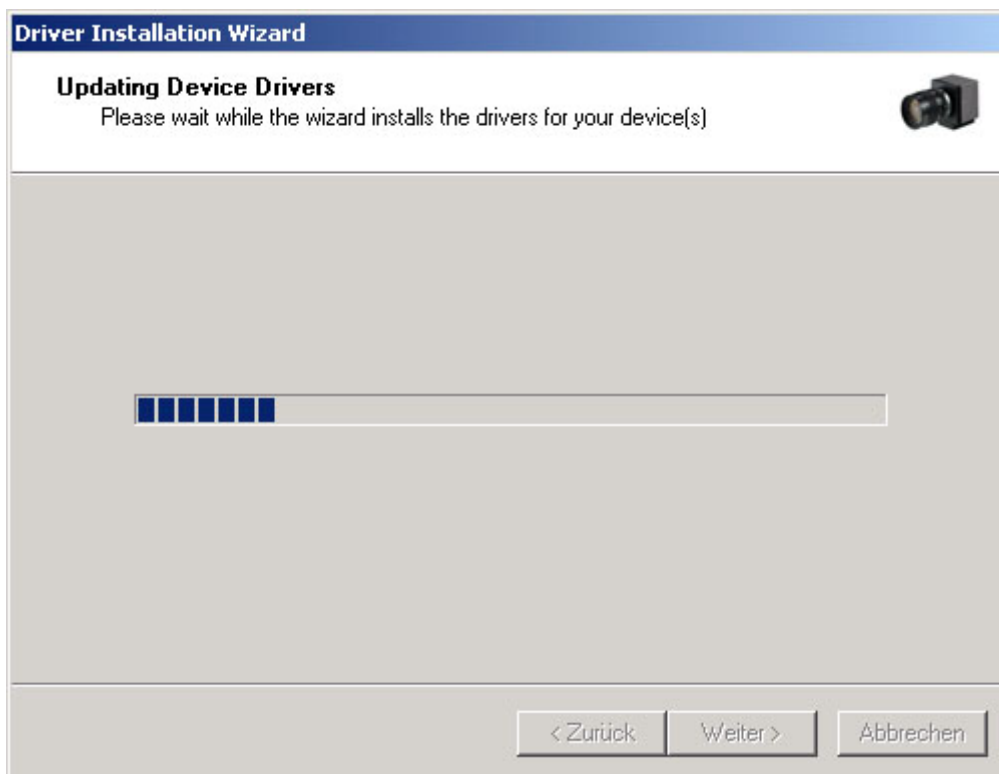 Driver Installation Wizard
Updating Device Drivers
Please wait while the wizard installs the drivers for your device(s)
< Zurück Weiter > Abbrechen